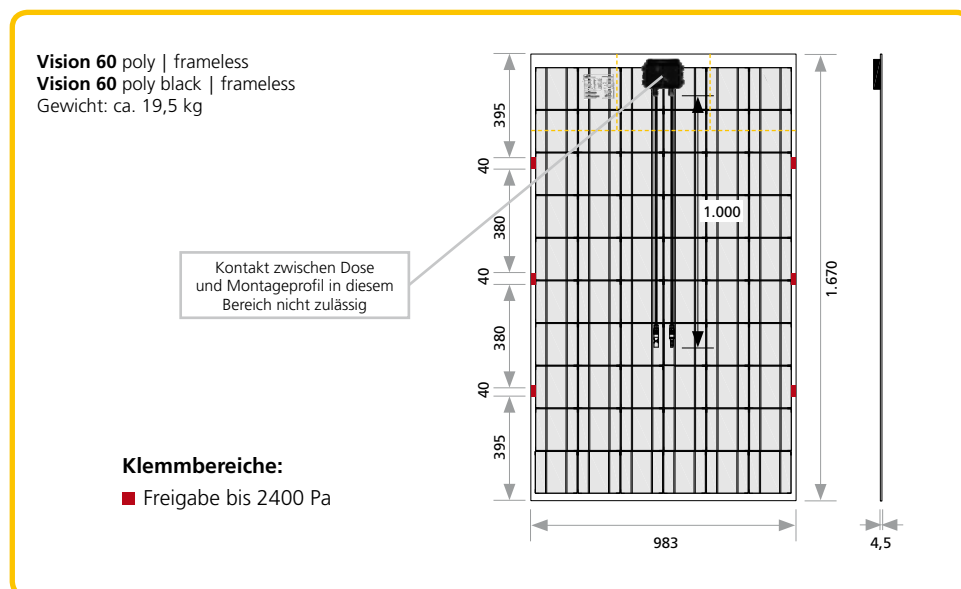 Vision 60 poly | frameless
Vision 60 poly black | frameless
Gewicht: ca. 19,5 kg
395
40
380
40
380
40
395
1.000
1.670
Kontakt zwischen Dose
und Montageprofil in diesem
Bereich nicht zulässig
Klemmbereiche:
Freigabe bis 2400 Pa
983
4,5